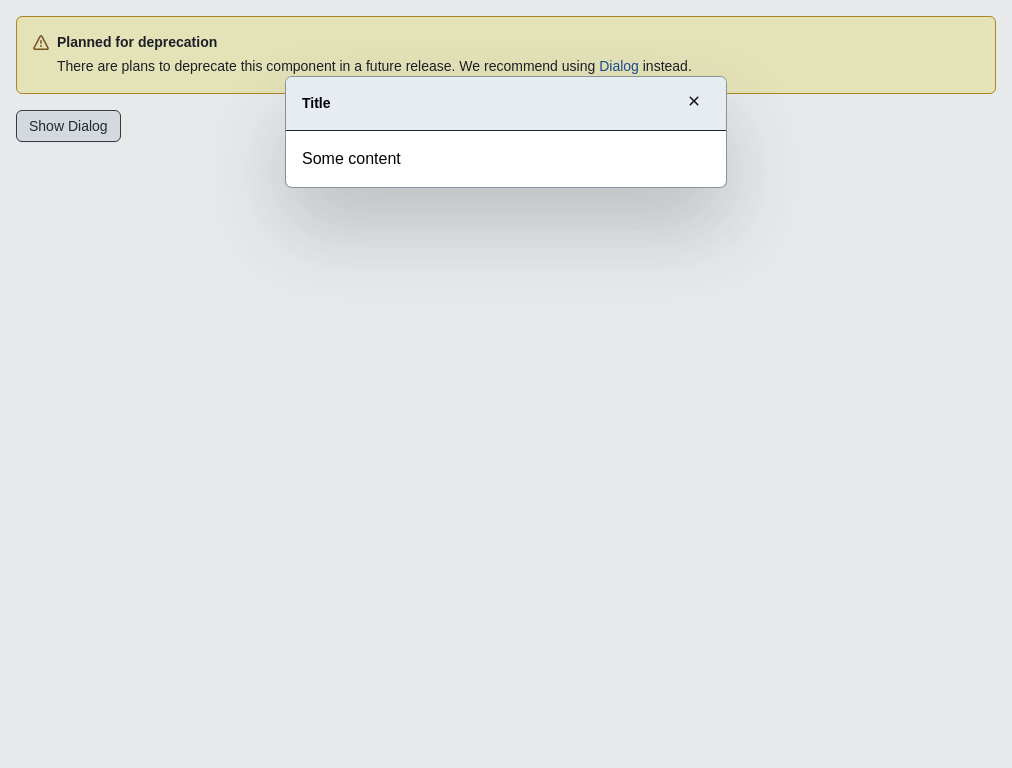 Planned for deprecation
There are plans to deprecate this component in a future release. We recommend using Dialog instead.
Title
Show Dialog
Some content